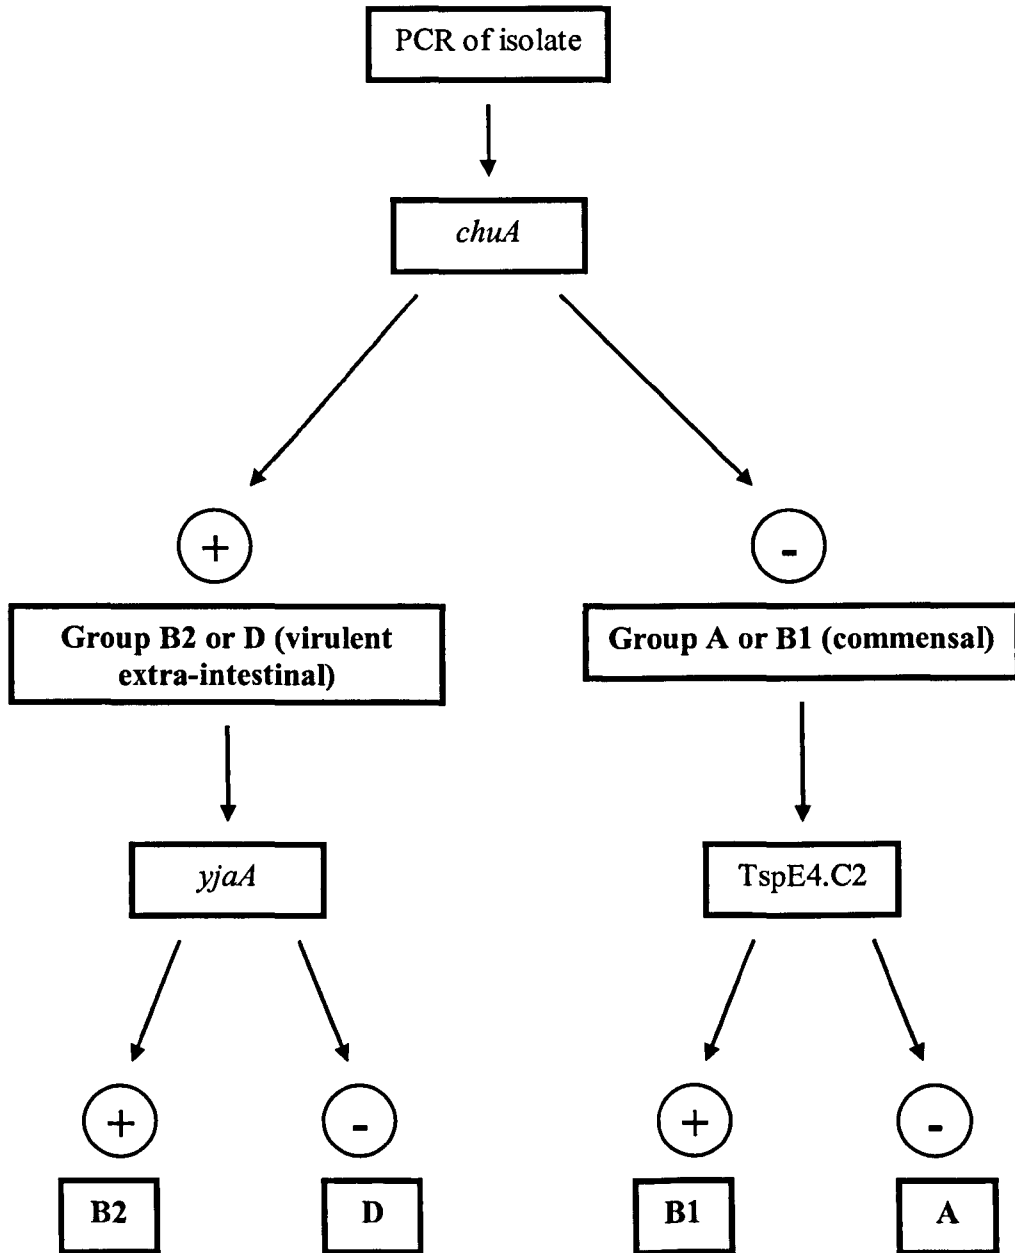 PCR of isolate
chuA
+
-
Group B2 or D (virulent
extra-intestinal)
Group A or B1 (commensal)
yjaA
TspE4.C2
+
-
+
-
B2
D
B1
A